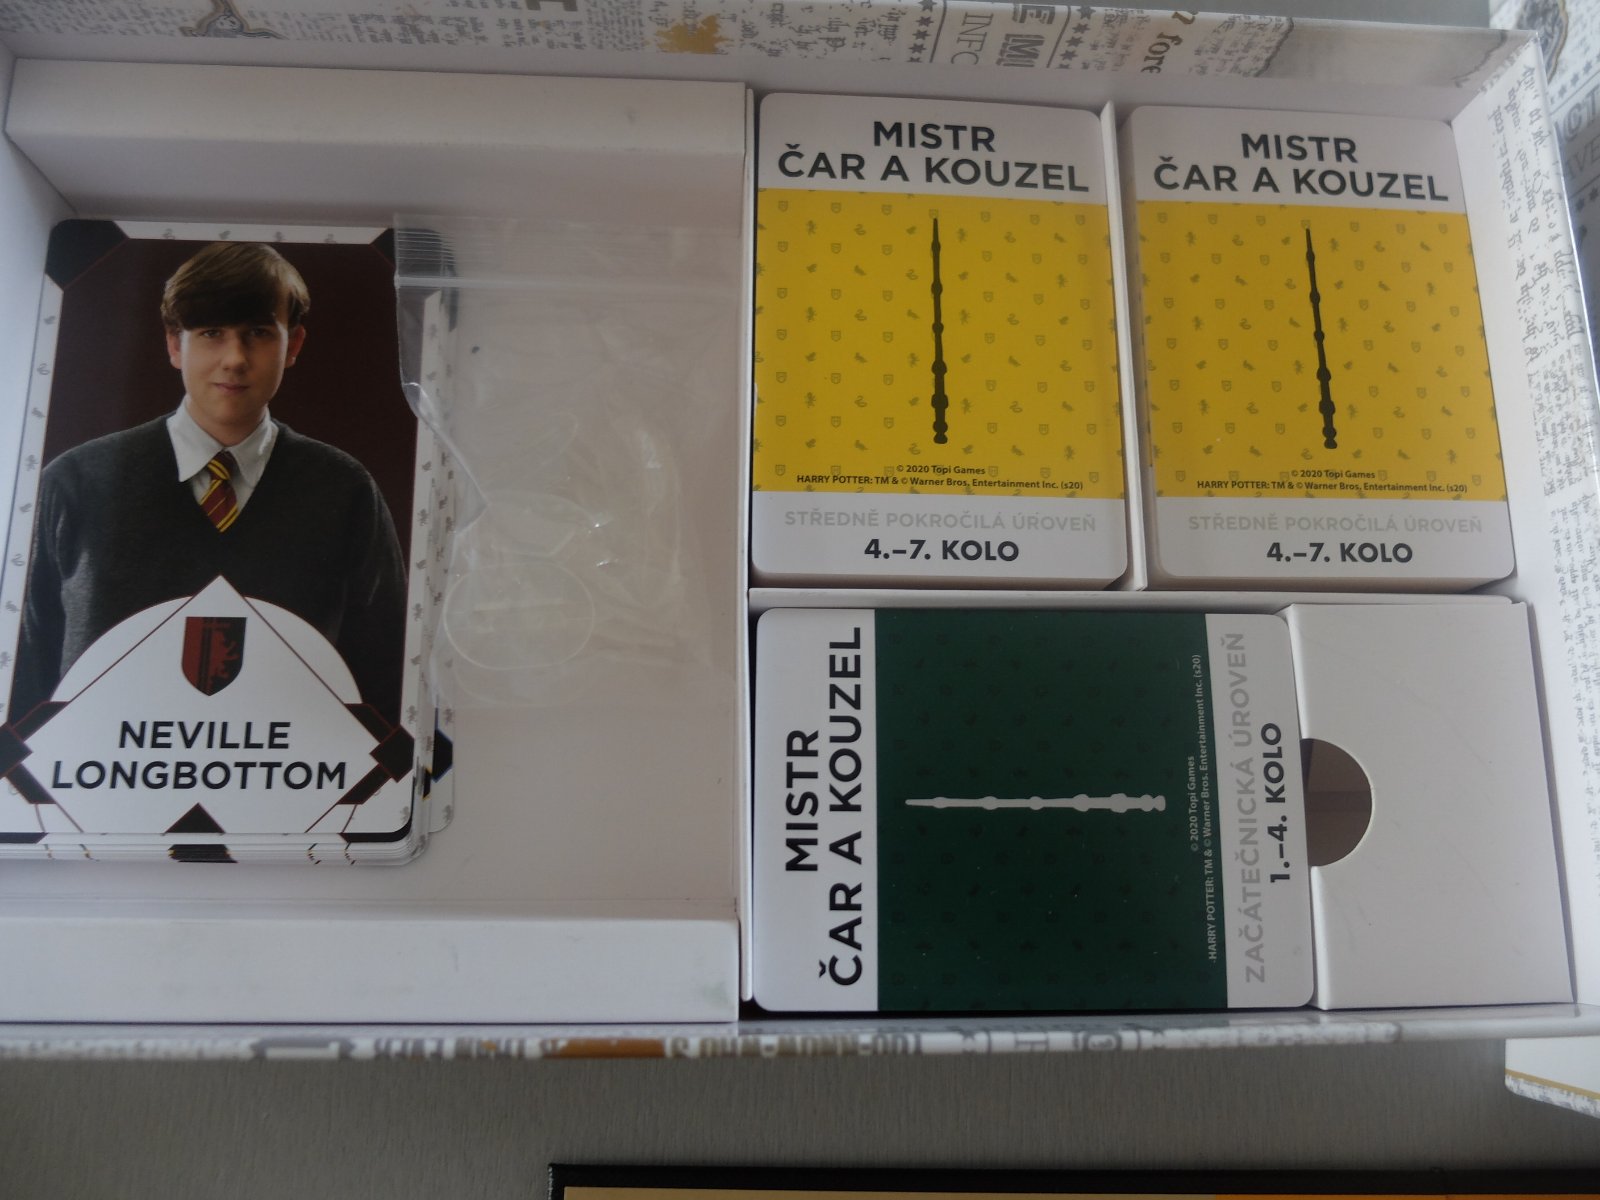 INFO
NEVILLE
LONGBOTTOM
MISTR
ČAR A KOUZEL
© 2020 Topi Games
HARRY POTTER: TM & © Warner Bros. Entertainment Inc. (s20)
STŘEDNĚ POKROČILÁ ÚROVEŇ
4.–7. KOLO
MISTR
ČAR A KOUZEL
© 2020 Topi Games
HARRY POTTER: TM & © Warner Bros. Entertainment Inc. (s20)
STŘEDNĚ POKROČILÁ ÚROVEŇ
4.–7. KOLO
MISTR
ČAR A KOUZEL
© 2020 Topi Games
HARRY POTTER: TM & © Warner Bros. Entertainment Inc. (s20)
ZAČÁTEČNICKÁ ÚROVEŇ
1.–4. KOLO